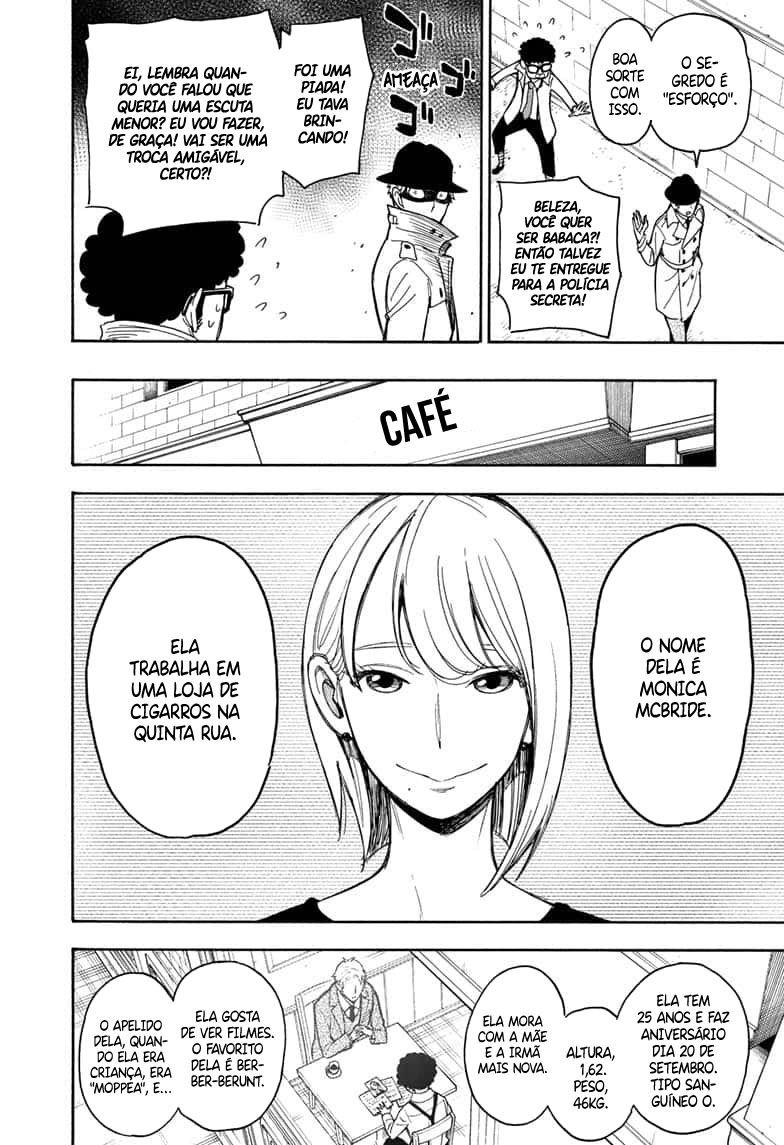 O SE-
GREDO É
"ESFORÇO".
BOA
SORTE
COM
ISSO.
BELEZA,
VOCÊ QUER
SER BABACA?!
ENTÃO TALVEZ
EU TE ENTREGUE
PARA A POLÍCIA
SECRETA!
ゴゴゴ
AMEAÇA
FOI UMA
PIADA!
EU TAVA
BRIN-
CANDO!
EI, LEMBRA QUAN-
DO VOCÊ FALOU QUE
QUERIA UMA ESCUTA
MENOR? EU VOU FAZER,
DE GRAÇA! VAI SER UMA
TROCA AMIGÁVEL,
CERTO?!
CAFÉ
O NOME
DELA É
MONICA
MCBRIDE.
ELA
TRABALHA EM
UMA LOJA DE
CIGARROS NA
QUINTA RUA.
ELA TEM
25 ANOS E FAZ
ANIVERSÁRIO
DIA 20 DE
SETEMBRO.
TIPO SAN-
GUÍNEO O.
ALTURA,
1,62.
PESO,
46KG.
ELA MORA
COM A MÃE
E A IRMÃ
MAIS NOVA.
ELA GOSTA
DE VER FILMES.
O FAVORITO
DELA É BER-
BER-BERUNT.
O APELIDO
DELA, QUAN-
DO ELA ERA
CRIANÇA, ERA
"MOPPEA", E...